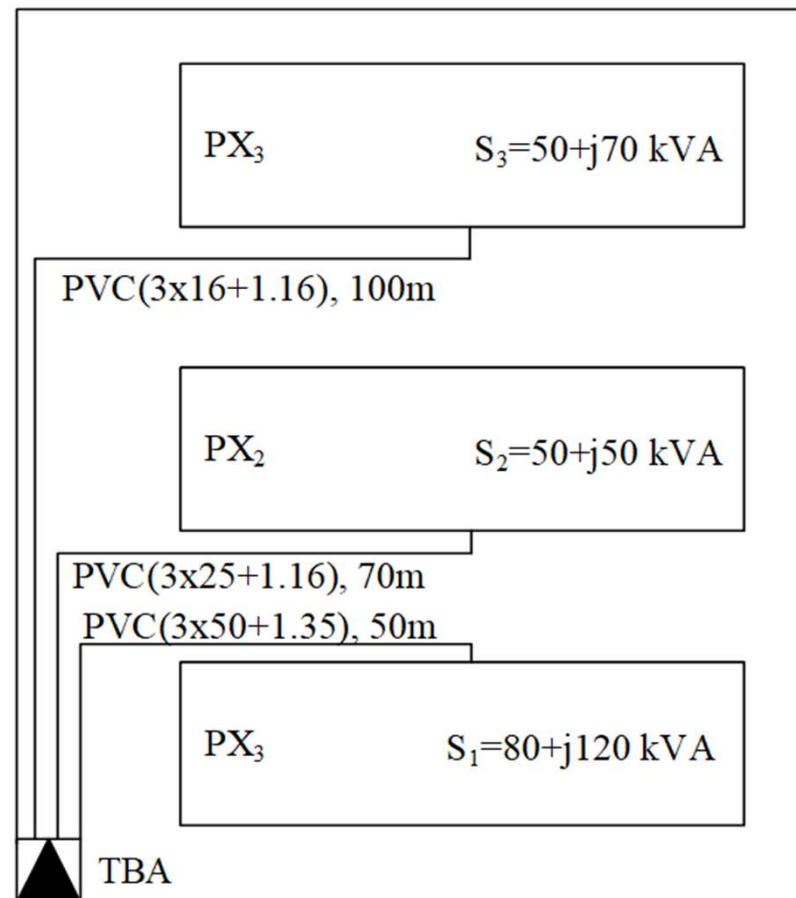 PX₃ S₃=50+j70 kVA
PVC(3x16+1.16), 100m
PX₂ S₂=50+j50 kVA
PVC(3x25+1.16), 70m
PVC(3x50+1.35), 50m
PX₃ S₁=80+j120 kVA
TBA